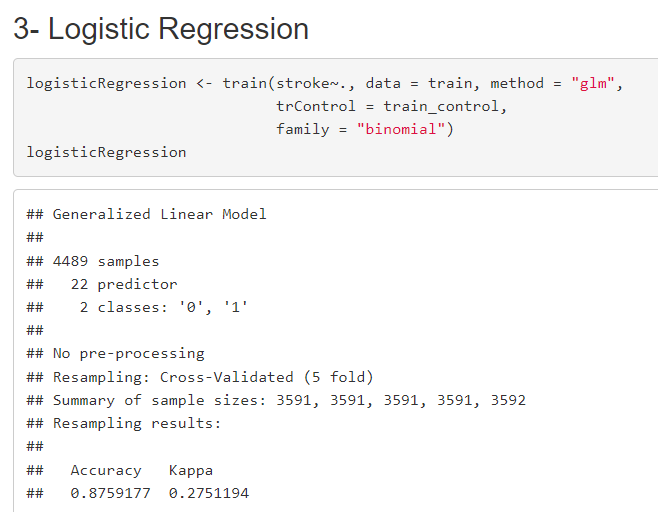 3- Logistic Regression
logisticRegression <- train(stroke~., data = train, method = "glm",
                            trControl = train_control,
                            family = "binomial")
logisticRegression
## Generalized Linear Model
##
## 4489 samples
##   22 predictor
##    2 classes: '0', '1'
##
## No pre-processing
## Resampling: Cross-Validated (5 fold)
## Summary of sample sizes: 3591, 3591, 3591, 3591, 3592
## Resampling results:
##
##   Accuracy   Kappa
##   0.8759177  0.2751194